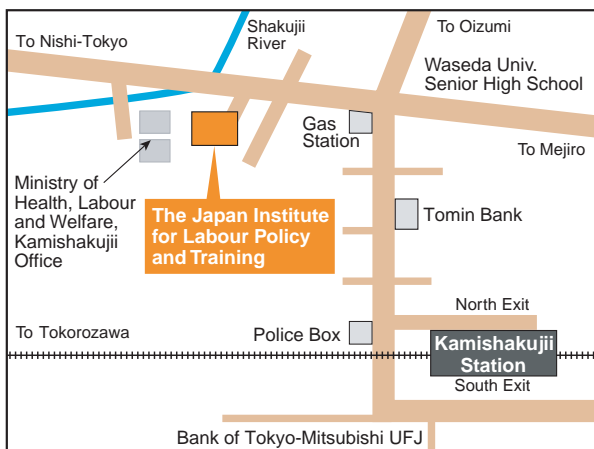 To Nishi-Tokyo
Shakujii
River
To Oizumi
Waseda Univ.
Senior High School
Gas
Station
To Mejiro
Ministry of
Health, Labour
and Welfare,
Kamishakujii
Office
The Japan Institute
for Labour Policy
and Training
Tomin Bank
North Exit
To Tokorozawa
Police Box
Kamishakujii
Station
South Exit
Bank of Tokyo-Mitsubishi UFJ